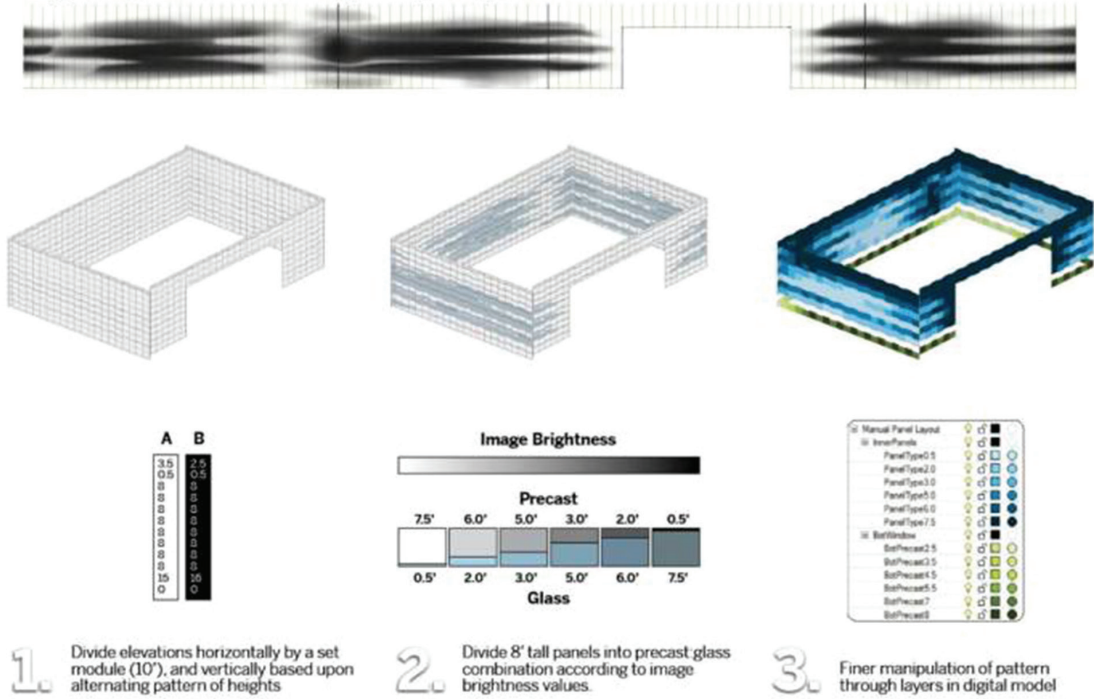 A B
3.5 2.5
0.5 0.5
8 8
8 8
8 8
8 8
8 8
8 8
8 8
8 8
15 16
0 0
Image Brightness
Precast
7.5' 6.0' 5.0' 3.0' 2.0' 0.5'
0.5' 2.0' 3.0' 5.0' 6.0' 7.5'
Glass
Manual Panel Layout
InnerPanels
PanelType0.5
PanelType2.0
PanelType3.0
PanelType5.0
PanelType6.0
PanelType7.5
BotWindow
BotPrecast2.5
BotPrecast3.5
BotPrecast4.5
BotPrecast5.5
BotPrecast7
BotPrecast8
1. Divide elevations horizontally by a set
module (10'), and vertically based upon
alternating pattern of heights
2. Divide 8' tall panels into precast:glass
combination according to image
brightness values.
3. Finer manipulation of pattern
through layers in digital model